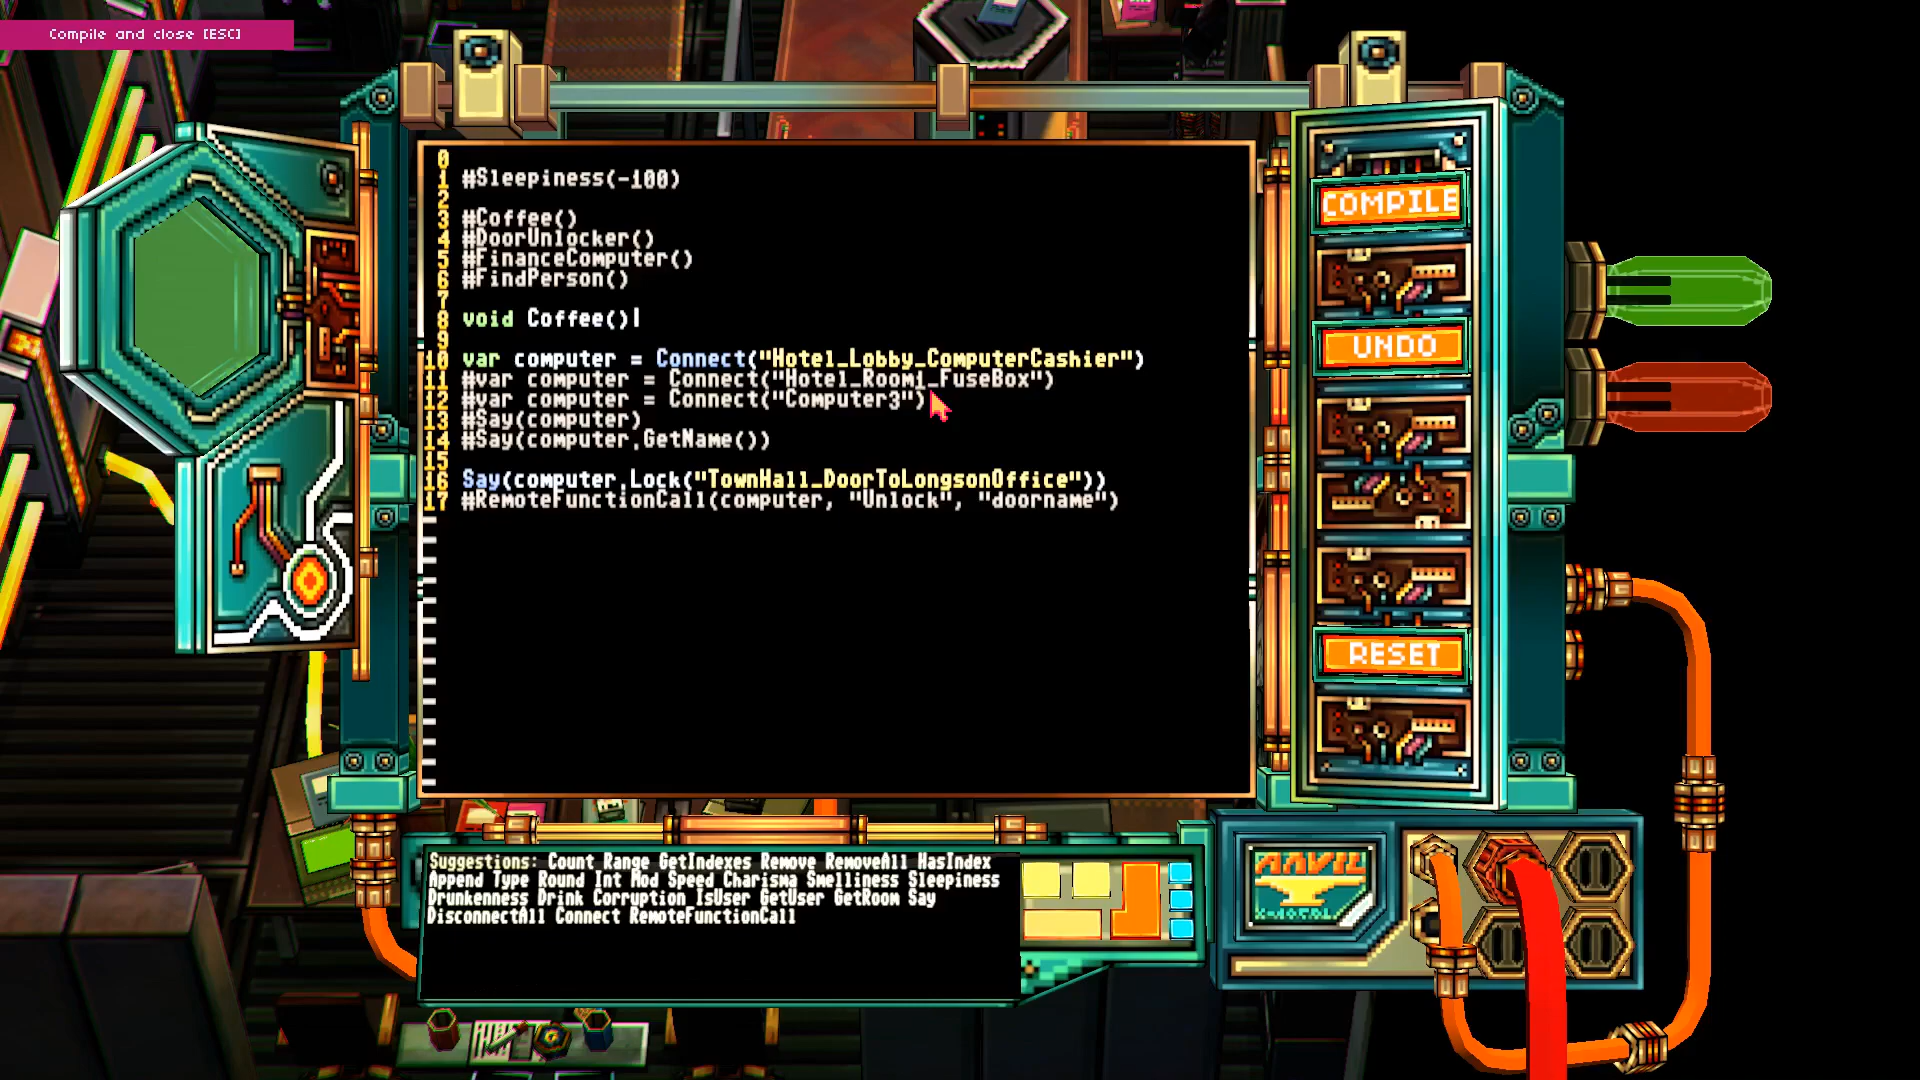 Compile and close [ESC]
0
1 #Sleepiness(-100)
2
3 #Coffee()
4 #DoorUnlocker()
5 #FinanceComputer()
6 #FindPerson()
7
8 void Coffee()
9
10 var computer = Connect("Hotel_Lobby_ComputerCashier")
11 #var computer = Connect("Hotel_Room1_FuseBox")
12 #var computer = Connect("Computer3")
13 #Say(computer)
14 #Say(computer.GetName())
15
16 Say(computer.Lock("TownHall_DoorToLongsonOffice"))
17 #RemoteFunctionCall(computer, "Unlock", "doorname")
COMPILE
UNDO
RESET
Suggestions: Count Range GetIndexes Remove RemoveAll HasIndex
Append Type Round Int Mod Speed Charisma Smelliness Sleepiness
Drunkenness Drink Corruption IsUser GetUser GetRoom Say
DisconnectAll Connect RemoteFunctionCall
ANVIL